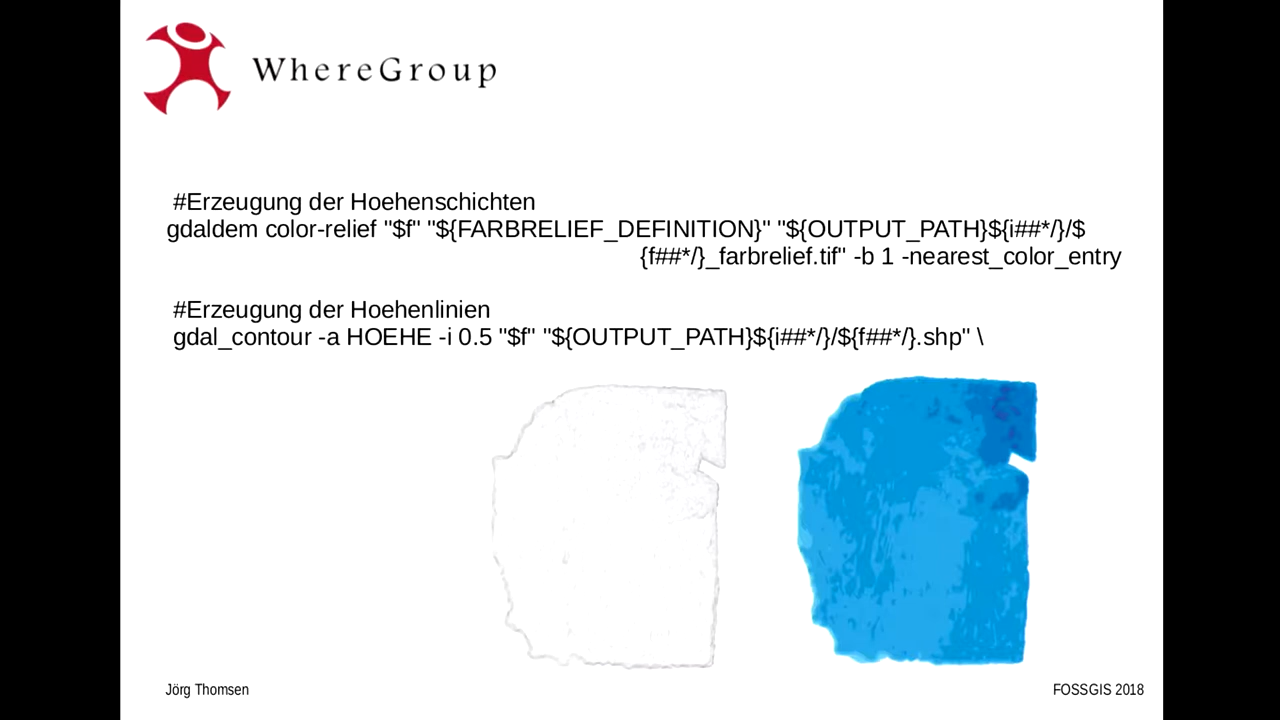 WhereGroup
#Erzeugung der Hoehenschichten
gdaldem color-relief "$f" "${FARBRELIEF_DEFINITION}" "${OUTPUT_PATH}${i##*/}/$
{f##*/}_farbrelief.tif" -b 1 -nearest_color_entry
#Erzeugung der Hoehenlinien
gdal_contour -a HOEHE -i 0.5 "$f" "${OUTPUT_PATH}${i##*/}/${f##*/}.shp" \
Jörg Thomsen
FOSSGIS 2018